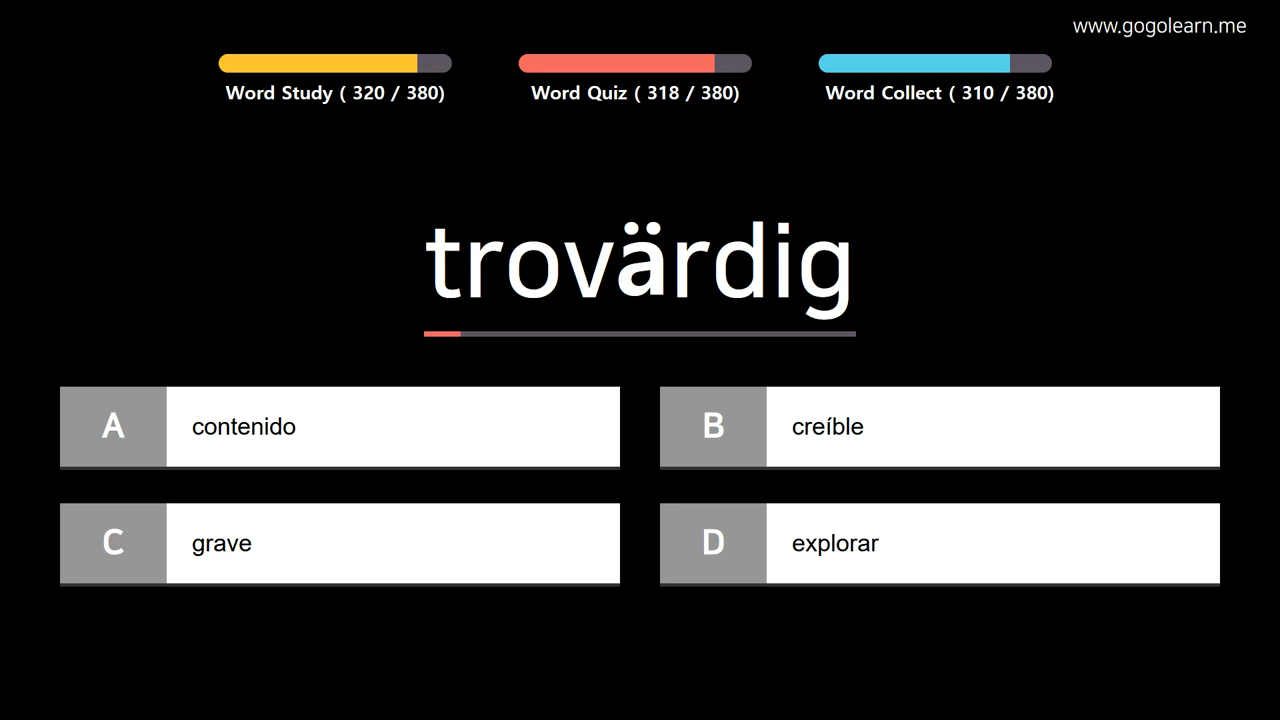 www.gogolearn.me
Word Study ( 320 / 380)
Word Quiz ( 318 / 380)
Word Collect ( 310 / 380)
trovärdig
A contenido
B creíble
C grave
D explorar